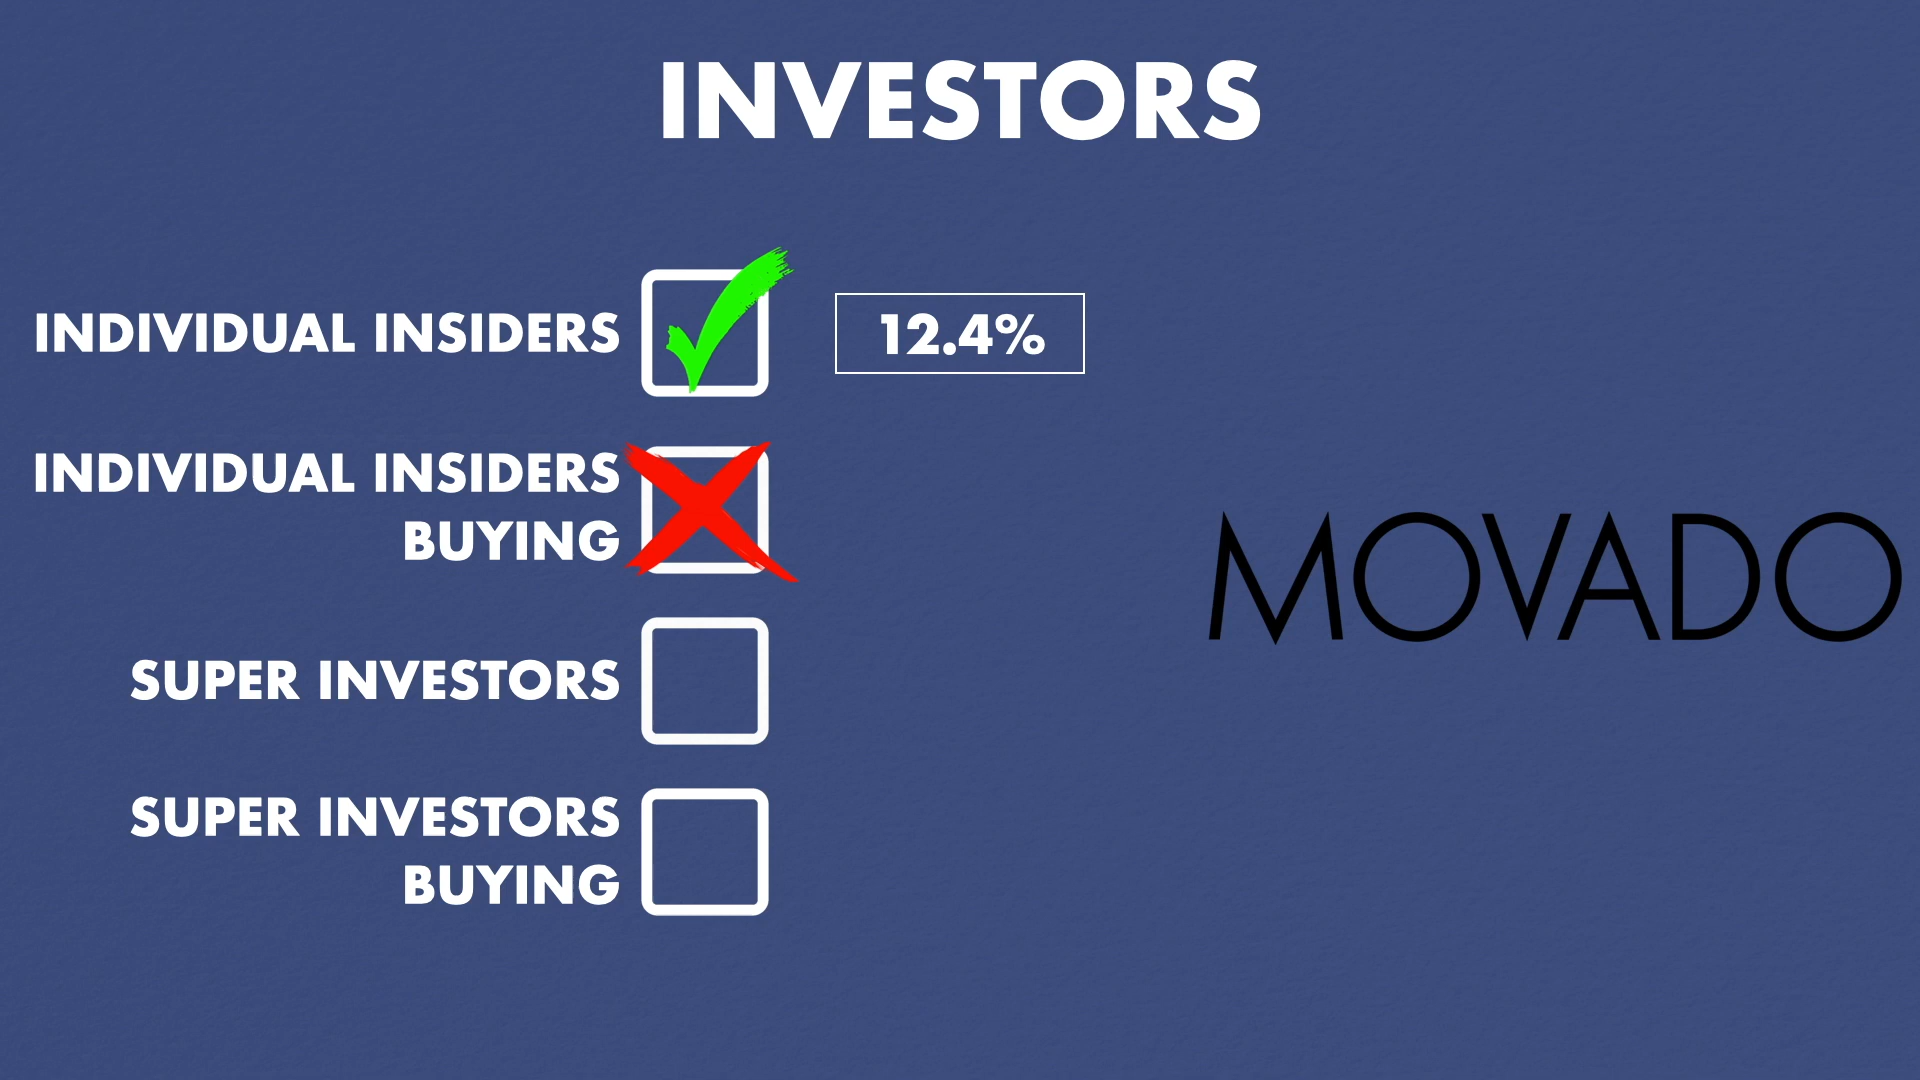 INVESTORS
INDIVIDUAL INSIDERS
12.4%
INDIVIDUAL INSIDERS
BUYING
SUPER INVESTORS
SUPER INVESTORS
BUYING
MOVADO